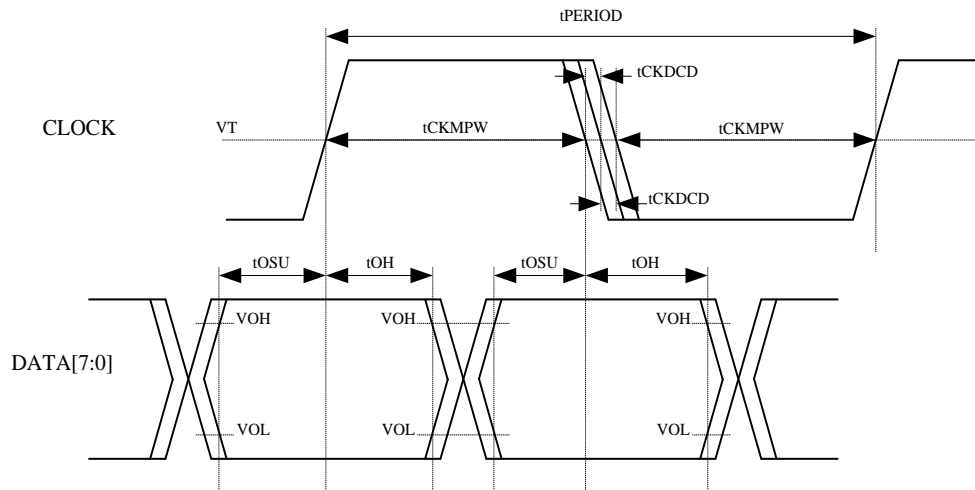 tPERIOD
tCKDCD
CLOCK
VT
tCKMPW
tCKMPW
tCKDCD
tOSU
tOH
tOSU
tOH
VOH
VOH
VOH
DATA[7:0]
VOL
VOL
VOL